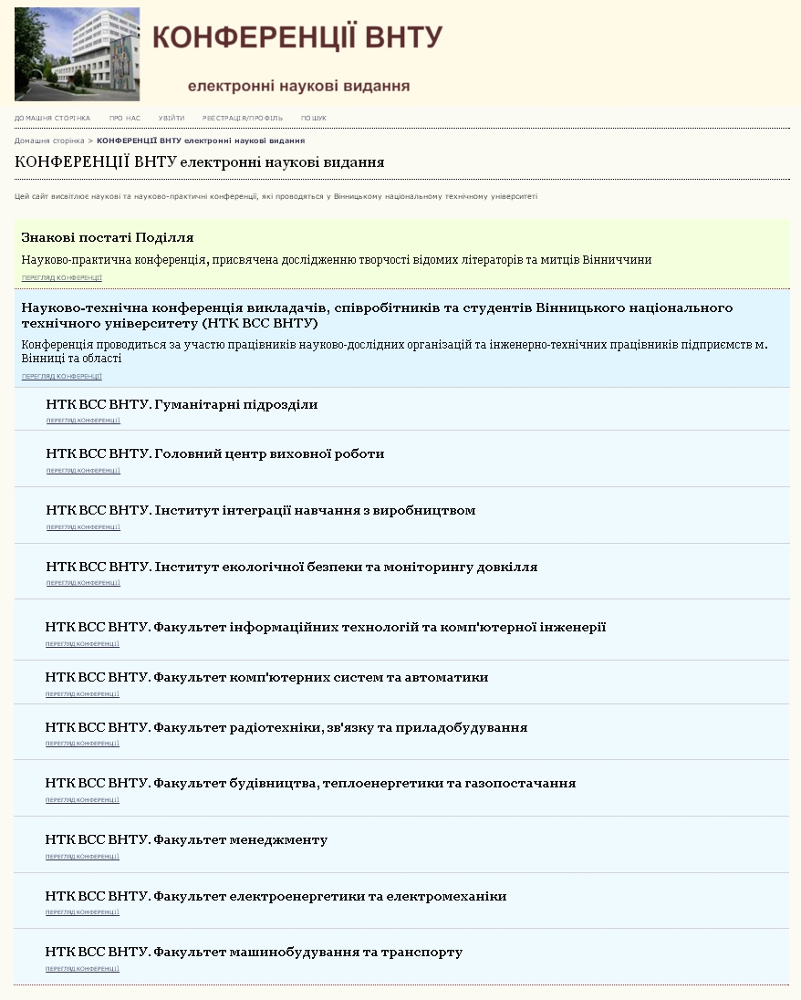 КОНФЕРЕНЦІЇ ВНТУ
електронні наукові видання
ДОМАШНЯ СТОРІНКА ПРО НАС УВІЙТИ РЕЄСТРАЦІЯ/ПРОФІЛЬ ПОШУК
Домашня сторінка > КОНФЕРЕНЦІЇ ВНТУ електронні наукові видання
КОНФЕРЕНЦІЇ ВНТУ електронні наукові видання
Цей сайт висвітлює наукові та науково-практичні конференції, які проводяться у Вінницькому національному технічному університеті
Знакові постаті Поділля
Науково-практична конференція, присвячена дослідженню творчості відомих літераторів та митців Вінниччини
ПЕРЕГЛЯД КОНФЕРЕНЦІЇ
Науково-технічна конференція викладачів, співробітників та студентів Вінницького національного
технічного університету (НТК ВСС ВНТУ)
Конференція проводиться за участю працівників науково-дослідних організацій та інженерно-технічних працівників підприємств м.
Вінниці та області
ПЕРЕГЛЯД КОНФЕРЕНЦІЇ
НТК ВСС ВНТУ. Гуманітарні підрозділи
ПЕРЕГЛЯД КОНФЕРЕНЦІЇ
НТК ВСС ВНТУ. Головний центр виховної роботи
ПЕРЕГЛЯД КОНФЕРЕНЦІЇ
НТК ВСС ВНТУ. Інститут інтеграції навчання з виробництвом
ПЕРЕГЛЯД КОНФЕРЕНЦІЇ
НТК ВСС ВНТУ. Інститут екологічної безпеки та моніторингу довкілля
ПЕРЕГЛЯД КОНФЕРЕНЦІЇ
НТК ВСС ВНТУ. Факультет інформаційних технологій та комп'ютерної інженерії
ПЕРЕГЛЯД КОНФЕРЕНЦІЇ
НТК ВСС ВНТУ. Факультет комп'ютерних систем та автоматики
ПЕРЕГЛЯД КОНФЕРЕНЦІЇ
НТК ВСС ВНТУ. Факультет радіотехніки, зв'язку та приладобудування
ПЕРЕГЛЯД КОНФЕРЕНЦІЇ
НТК ВСС ВНТУ. Факультет будівництва, теплоенергетики та газопостачання
ПЕРЕГЛЯД КОНФЕРЕНЦІЇ
НТК ВСС ВНТУ. Факультет менеджменту
ПЕРЕГЛЯД КОНФЕРЕНЦІЇ
НТК ВСС ВНТУ. Факультет електроенергетики та електромеханіки
ПЕРЕГЛЯД КОНФЕРЕНЦІЇ
НТК ВСС ВНТУ. Факультет машинобудування та транспорту
ПЕРЕГЛЯД КОНФЕРЕНЦІЇ